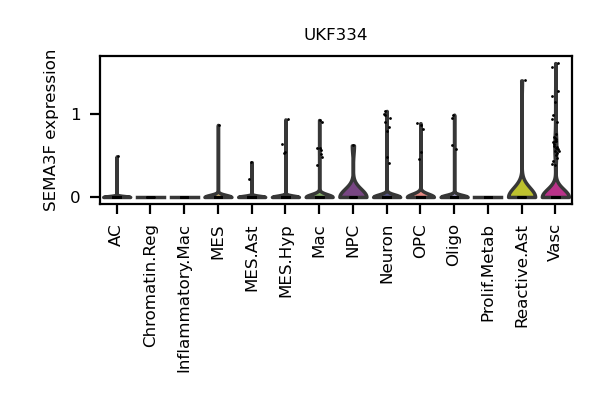 UKF334
SEMA3F expression
1
0
AC
Chromatin.Reg
Inflammatory.Mac
MES
MES.Ast
MES.Hyp
Mac
NPC
Neuron
OPC
Oligo
Prolif.Metab
Reactive.Ast
Vasc